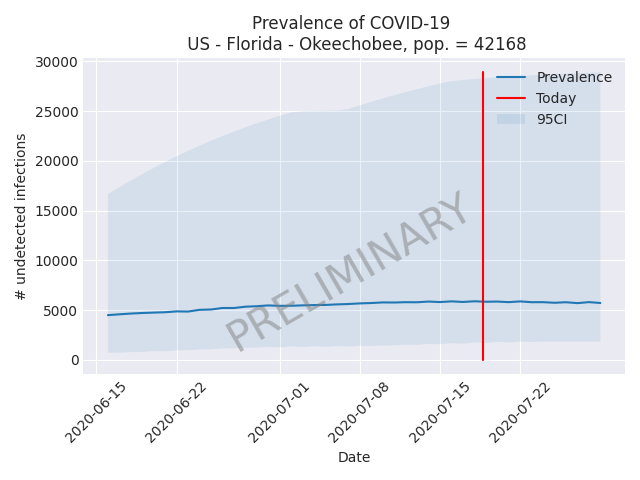 Prevalence of COVID-19
US - Florida - Okeechobee, pop. = 42168
30000
25000
20000
15000
10000
5000
0
# undetected infections
Prevalence
Today
95CI
PRELIMINARY
2020-06-15
2020-06-22
2020-07-01
2020-07-08
2020-07-15
2020-07-22
Date